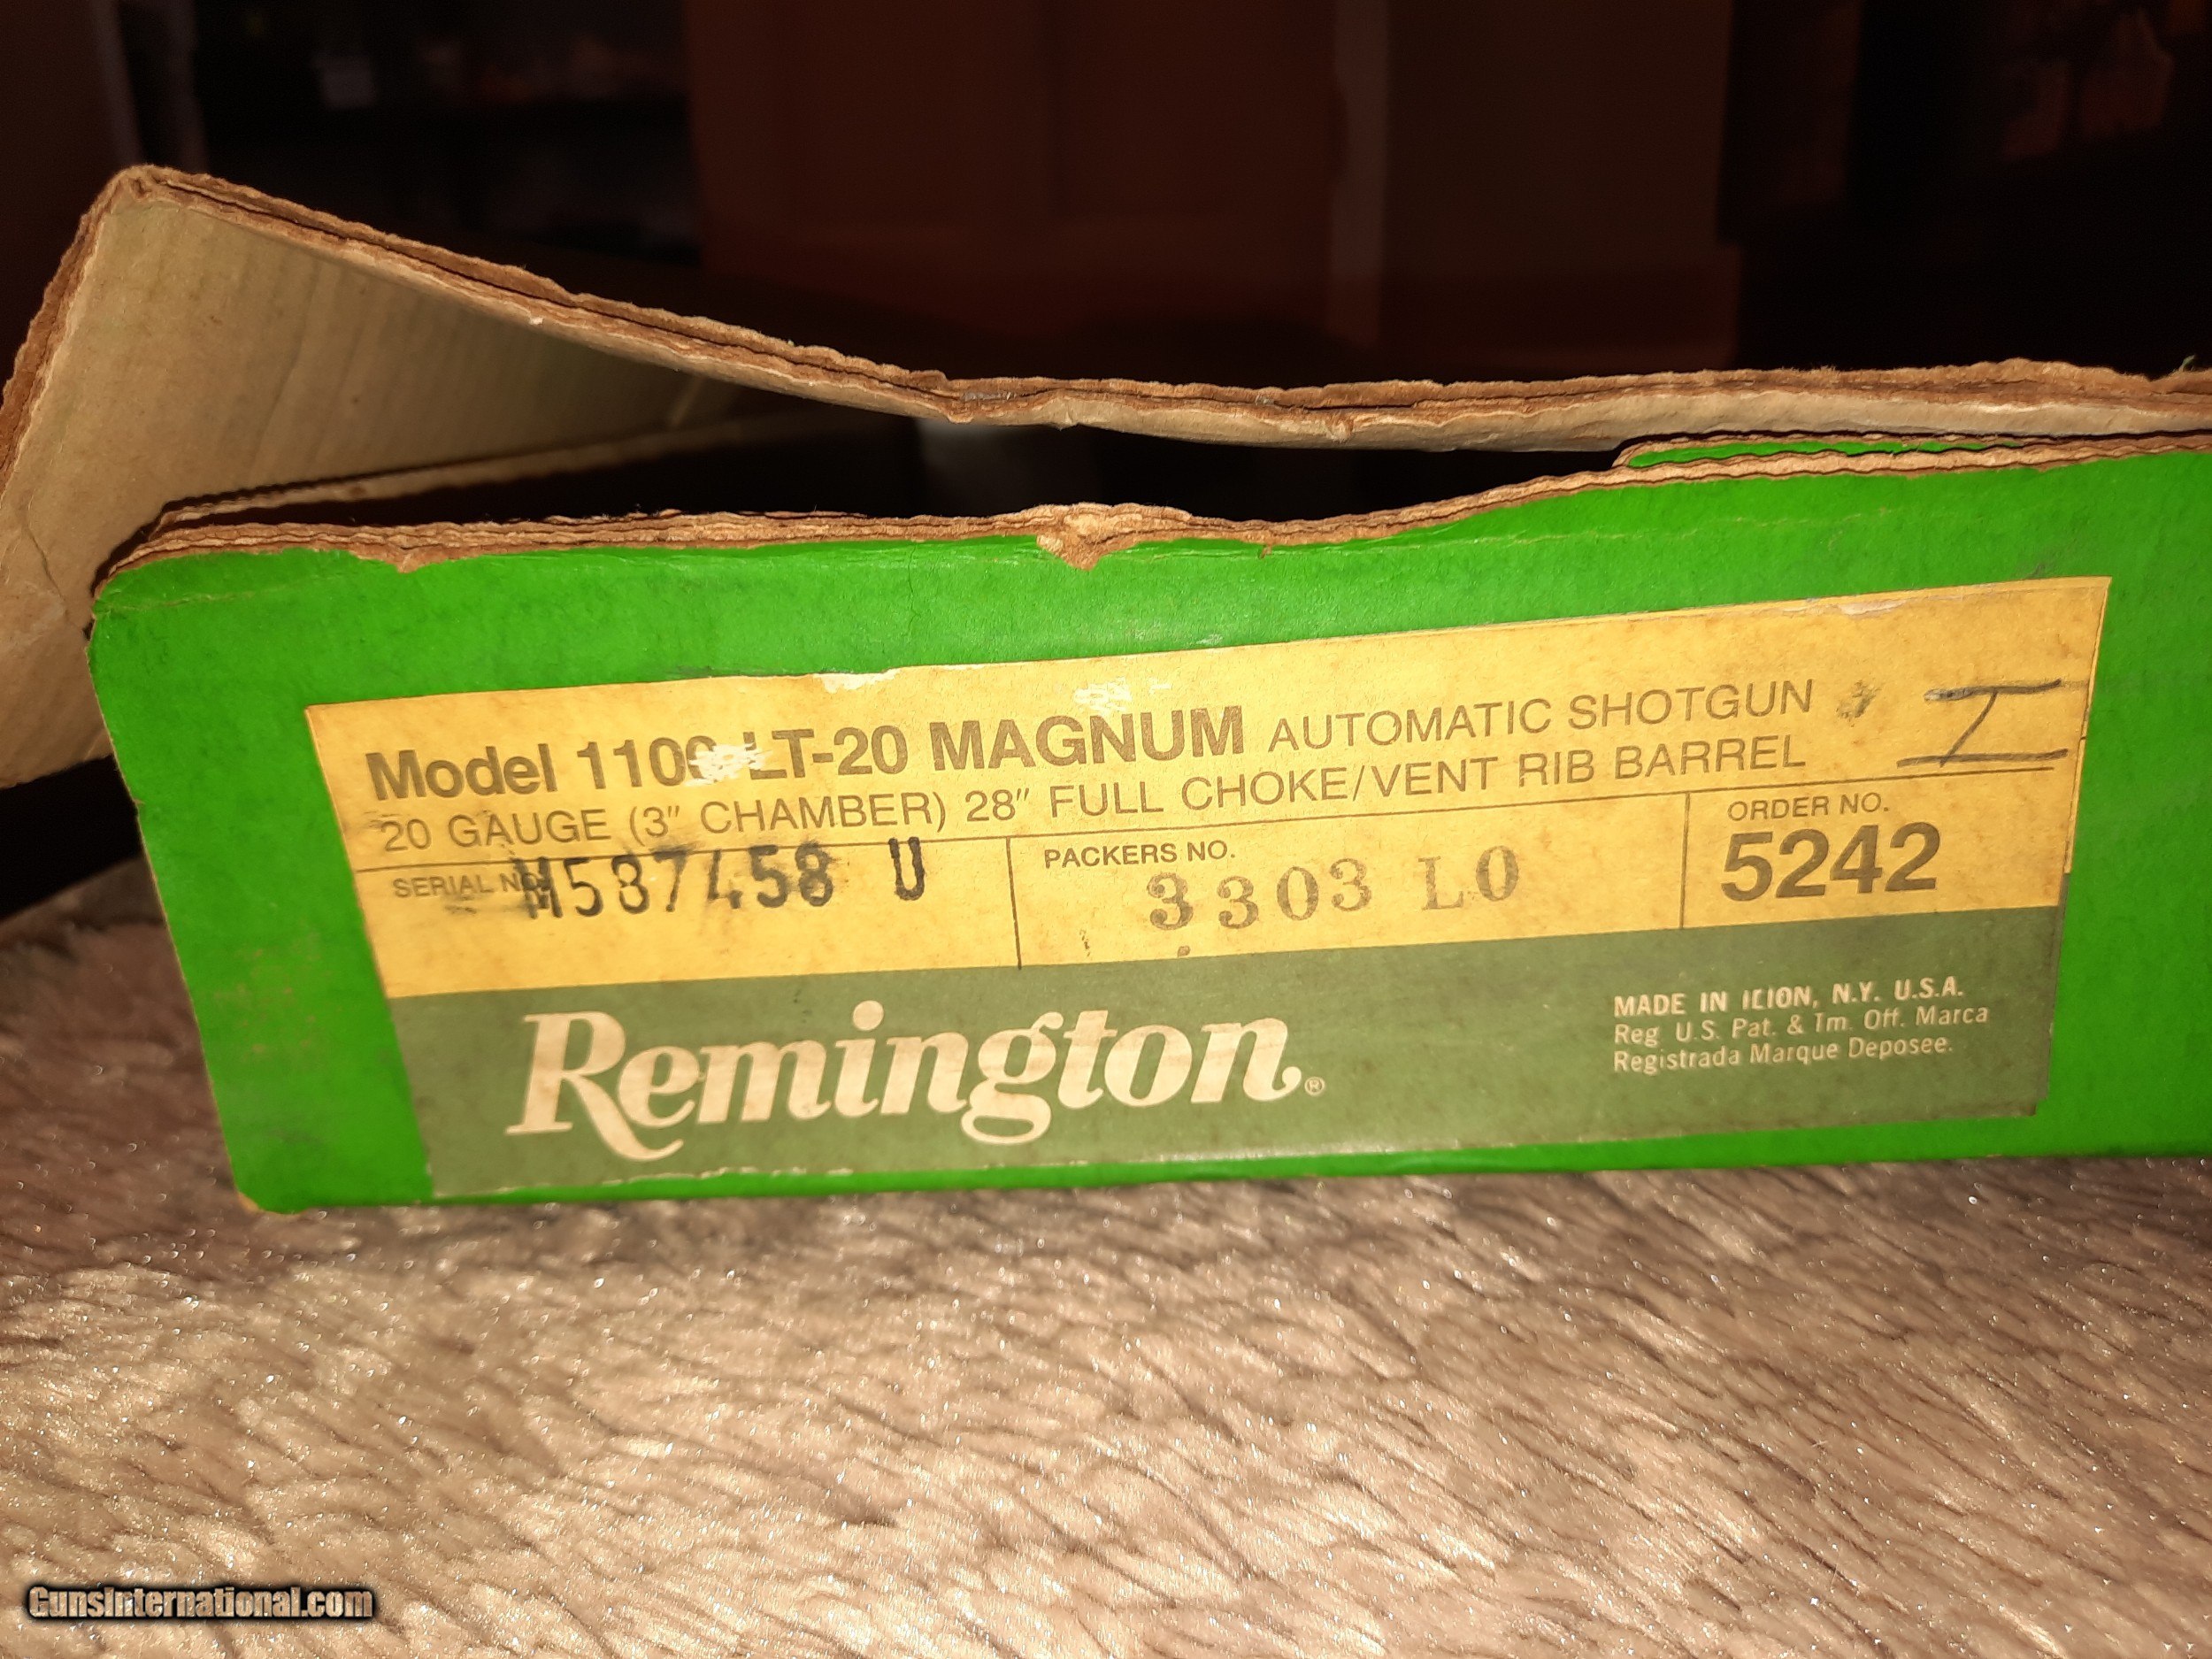 Model 1100 LT-20 MAGNUM AUTOMATIC SHOTGUN
20 GAUGE (3" CHAMBER) 28" FULL CHOKE/VENT RIB BARREL
SERIAL NO. M587458 U
PACKERS NO. 3303 LO
ORDER NO. 5242
Remington®
MADE IN ILION, N.Y. U.S.A.
Reg U.S. Pat. & Tm. Off. Marca
Registrada Marque Deposee.
GunsInternational.com